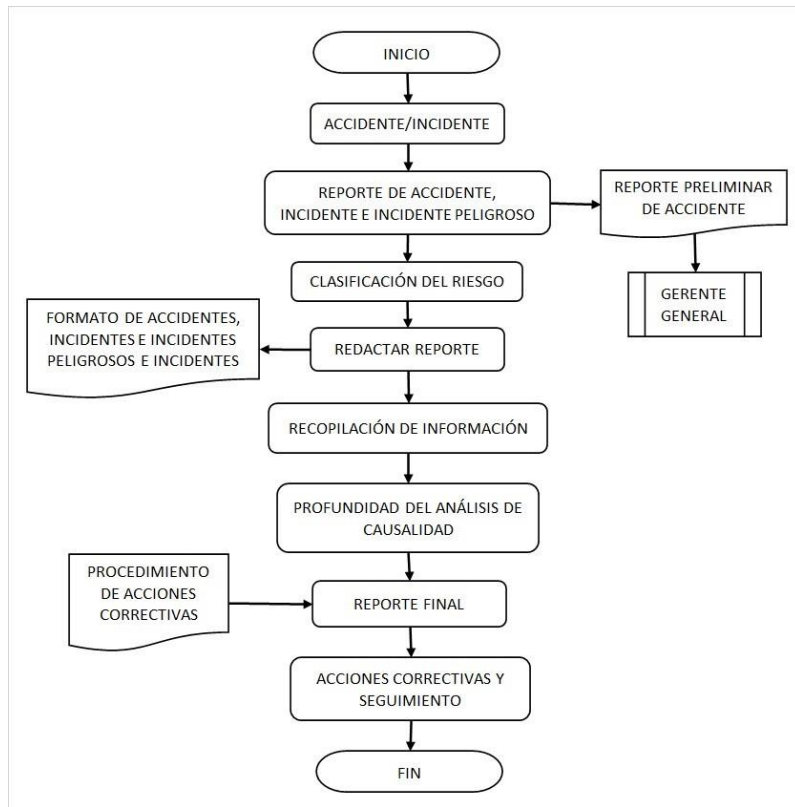 INICIO
ACCIDENTE/INCIDENTE
REPORTE DE ACCIDENTE,
INCIDENTE E INCIDENTE PELIGROSO
REPORTE PRELIMINAR
DE ACCIDENTE
CLASIFICACIÓN DEL RIESGO
GERENTE
GENERAL
FORMATO DE ACCIDENTES,
INCIDENTES E INCIDENTES
PELIGROSOS E INCIDENTES
REDACTAR REPORTE
RECOPILACIÓN DE INFORMACIÓN
PROFUNDIDAD DEL ANÁLISIS DE
CAUSALIDAD
PROCEDIMIENTO
DE ACCIONES
CORRECTIVAS
REPORTE FINAL
ACCIONES CORRECTIVAS Y
SEGUIMIENTO
FIN